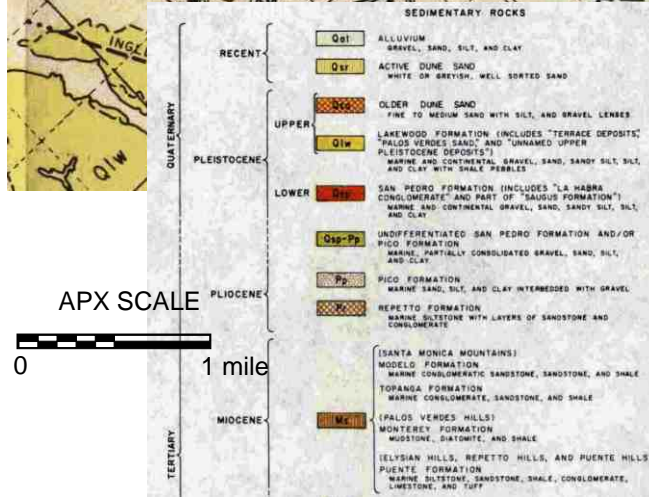 SEDIMENTARY ROCKS
INGLE
Qlw
APX SCALE
0 1 mile
QUATERNARY
TERTIARY
RECENT
PLEISTOCENE
UPPER
LOWER
PLIOCENE
MIOCENE
Qal ALLUVIUM
GRAVEL, SAND, SILT, AND CLAY
Qsr ACTIVE DUNE SAND
WHITE OR GREYISH, WELL SORTED SAND
OLDER DUNE SAND
FINE TO MEDIUM SAND WITH SILT, AND GRAVEL LENSES
Qlw LAKEWOOD FORMATION (INCLUDES "TERRACE DEPOSITS,"
"PALOS VERDES SAND," AND "UNNAMED UPPER
PLEISTOCENE DEPOSITS")
MARINE AND CONTINENTAL GRAVEL, SAND, SANDY SILT, SILT,
AND CLAY WITH SHALE PEBBLES
Qsp SAN PEDRO FORMATION (INCLUDES "LA HABRA
CONGLOMERATE" AND PART OF "SAUGUS FORMATION")
MARINE AND CONTINENTAL GRAVEL, SAND, SANDY SILT, SILT,
AND CLAY
Qsp-Pp UNDIFFERENTIATED SAN PEDRO FORMATION AND/OR
PICO FORMATION
MARINE, PARTIALLY CONSOLIDATED GRAVEL, SAND, SILT,
AND CLAY
Pp PICO FORMATION
MARINE SAND, SILT, AND CLAY INTERBEDDED WITH GRAVEL
Pr REPETTO FORMATION
MARINE SILTSTONE WITH LAYERS OF SANDSTONE AND
CONGLOMERATE
(SANTA MONICA MOUNTAINS)
MODELO FORMATION
MARINE CONGLOMERATIC SANDSTONE, SANDSTONE, AND SHALE
TOPANGA FORMATION
MARINE CONGLOMERATE, SANDSTONE, AND SHALE
(PALOS VERDES HILLS)
MONTEREY FORMATION
MUDSTONE, DIATOMITE, AND SHALE
(ELYSIAN HILLS, REPETTO HILLS, AND PUENTE HILLS
PUENTE FORMATION
MARINE SILTSTONE, SANDSTONE, SHALE, CONGLOMERATE,
LIMESTONE, AND TUFF